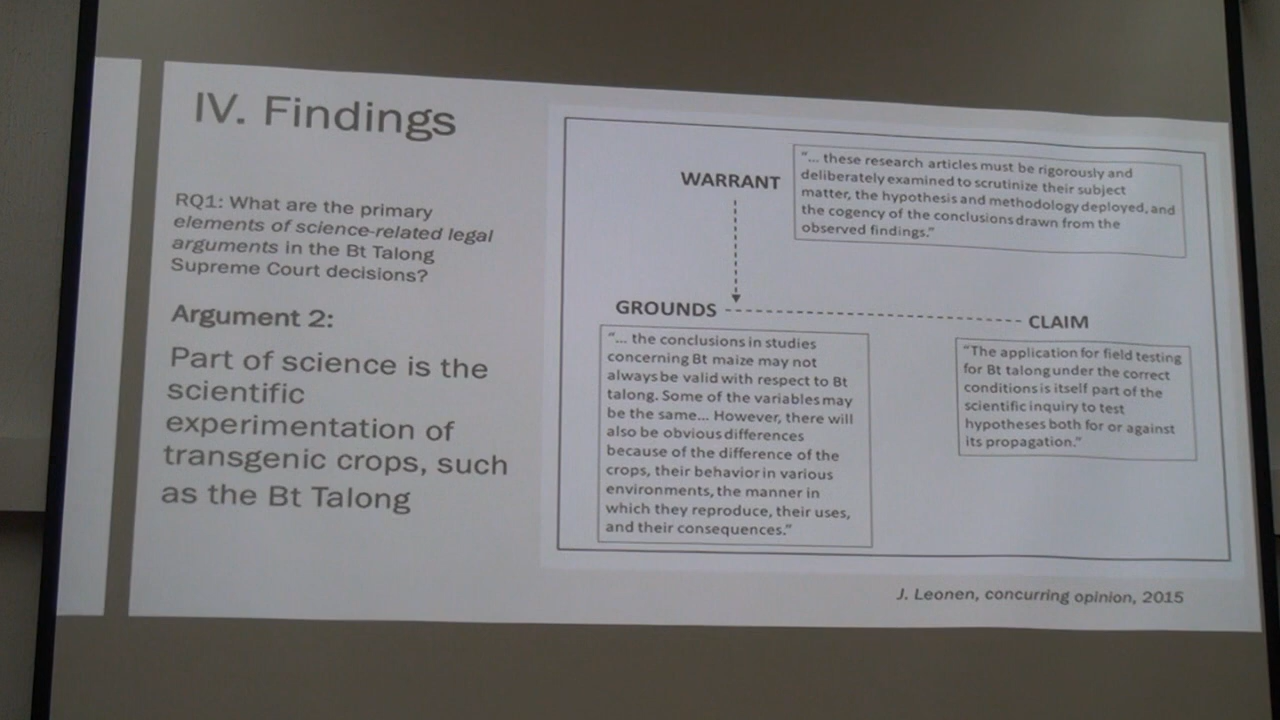 IV. Findings
RQ1: What are the primary
elements of science-related legal
arguments in the Bt Talong
Supreme Court decisions?
Argument 2:
Part of science is the
scientific
experimentation of
transgenic crops, such
as the Bt Talong
WARRANT
"... these research articles must be rigorously and
deliberately examined to scrutinize their subject
matter, the hypothesis and methodology deployed, and
the cogency of the conclusions drawn from the
observed findings."
GROUNDS
"... the conclusions in studies
concerning Bt maize may not
always be valid with respect to Bt
talong. Some of the variables may
be the same... However, there will
also be obvious differences
because of the difference of the
crops, their behavior in various
environments, the manner in
which they reproduce, their uses,
and their consequences."
CLAIM
"The application for field testing
for Bt talong under the correct
conditions is itself part of the
scientific inquiry to test
hypotheses both for or against
its propagation."
J. Leonen, concurring opinion, 2015